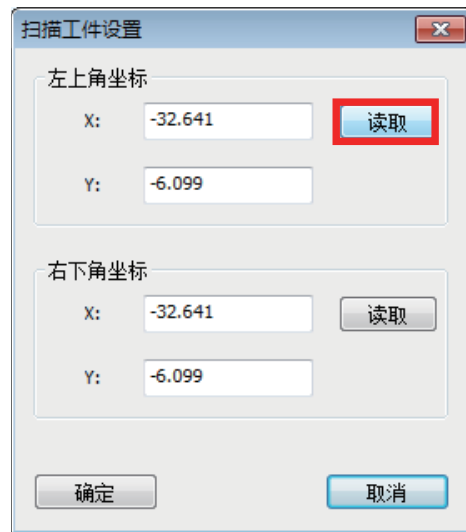 扫描工件设置
左上角坐标
X: -32.641 读取
Y: -6.099
右下角坐标
X: -32.641 读取
Y: -6.099
确定 取消